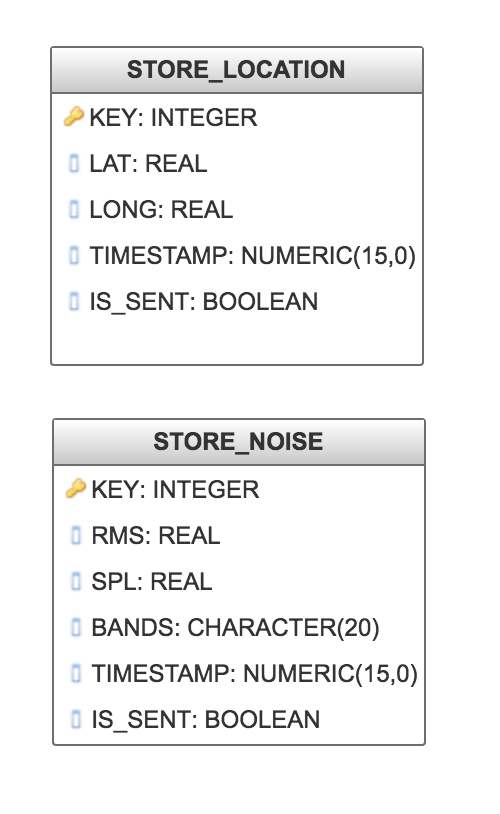 STORE_LOCATION
KEY: INTEGER
LAT: REAL
LONG: REAL
TIMESTAMP: NUMERIC(15,0)
IS_SENT: BOOLEAN
STORE_NOISE
KEY: INTEGER
RMS: REAL
SPL: REAL
BANDS: CHARACTER(20)
TIMESTAMP: NUMERIC(15,0)
IS_SENT: BOOLEAN